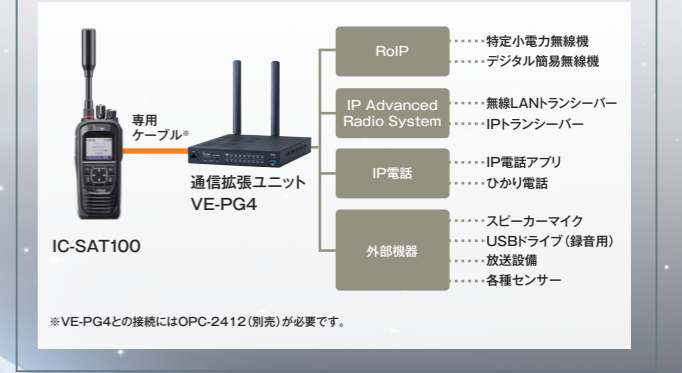 専用
ケーブル※
IC-SAT100
通信拡張ユニット
VE-PG4
RoIP
特定小電力無線機
デジタル簡易無線機
IP Advanced
Radio System
無線LANトランシーバー
IPトランシーバー
IP電話
IP電話アプリ
ひかり電話
外部機器
スピーカーマイク
USBドライブ（録音用）
放送設備
各種センサー
※VE-PG4との接続にはOPC-2412（別売）が必要です。